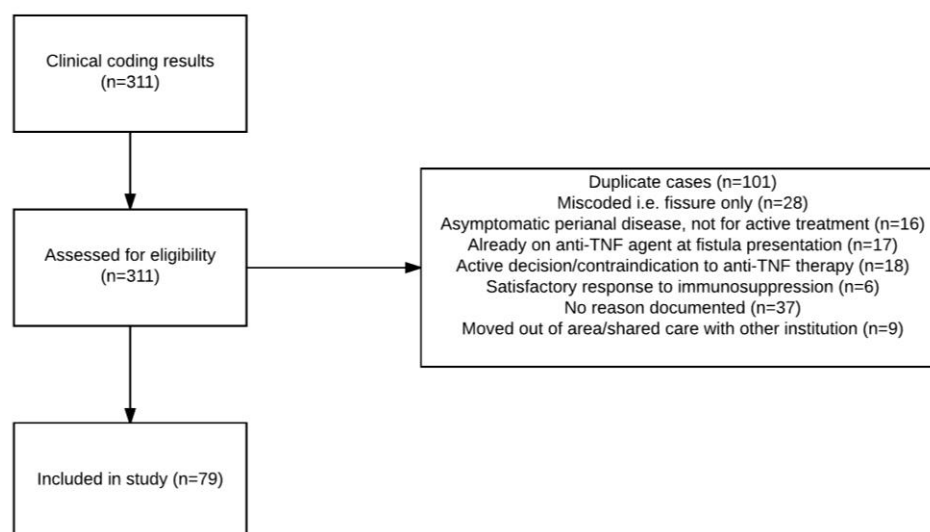 Clinical coding results
(n=311)
Assessed for eligibility
(n=311)
Duplicate cases (n=101)
Miscoded i.e. fissure only (n=28)
Asymptomatic perianal disease, not for active treatment (n=16)
Already on anti-TNF agent at fistula presentation (n=17)
Active decision/contraindication to anti-TNF therapy (n=18)
Satisfactory response to immunosuppression (n=6)
No reason documented (n=37)
Moved out of area/shared care with other institution (n=9)
Included in study (n=79)